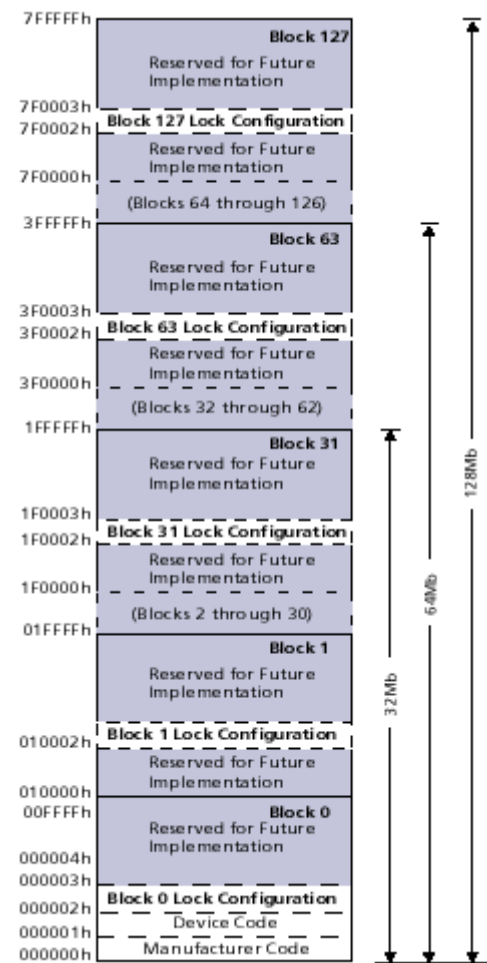 7FFFFFh
Block 127
Reserved for Future
Implementation
7F0003h
Block 127 Lock Configuration
7F0002h
Reserved for Future
Implementation
7F0000h
(Blocks 64 through 126)
3FFFFFh
Block 63
Reserved for Future
Implementation
3F0003h
Block 63 Lock Configuration
3F0002h
Reserved for Future
Implementation
3F0000h
(Blocks 32 through 62)
1FFFFFh
Block 31
Reserved for Future
Implementation
1F0003h
Block 31 Lock Configuration
1F0002h
Reserved for Future
Implementation
1F0000h
(Blocks 2 through 30)
01FFFFh
Block 1
Reserved for Future
Implementation
Block 1 Lock Configuration
010002h
Reserved for Future
Implementation
010000h
00FFFFh
Block 0
Reserved for Future
Implementation
000004h
000003h
Block 0 Lock Configuration
000002h
Device Code
000001h
Manufacturer Code
000000h
32Mb
64Mb
128Mb